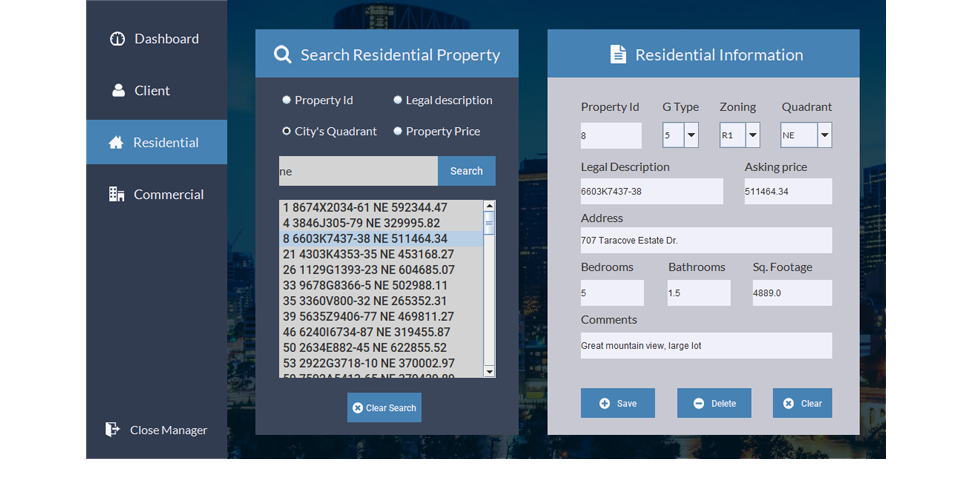 Dashboard
Client
Residential
Commercial
Close Manager
Search Residential Property
Property Id
Legal description
City's Quadrant
Property Price
ne
Search
1 8674X2034-61 NE 592344.47
4 3846J305-79 NE 329995.82
8 6603K7437-38 NE 511464.34
21 4303K4353-35 NE 453168.27
26 1129G1393-23 NE 604685.07
33 9678G8366-5 NE 502988.11
35 3360V800-32 NE 265352.31
39 5635Z9406-77 NE 469811.27
46 6240I6734-87 NE 319455.87
50 2634E882-45 NE 622855.52
53 2922G3718-10 NE 370002.97
Clear Search
Residential Information
Property Id G Type Zoning Quadrant
8 5 R1 NE
Legal Description Asking price
6603K7437-38 511464.34
Address
707 Taracove Estate Dr.
Bedrooms Bathrooms Sq. Footage
5 1.5 4889.0
Comments
Great mountain view, large lot
Save Delete Clear